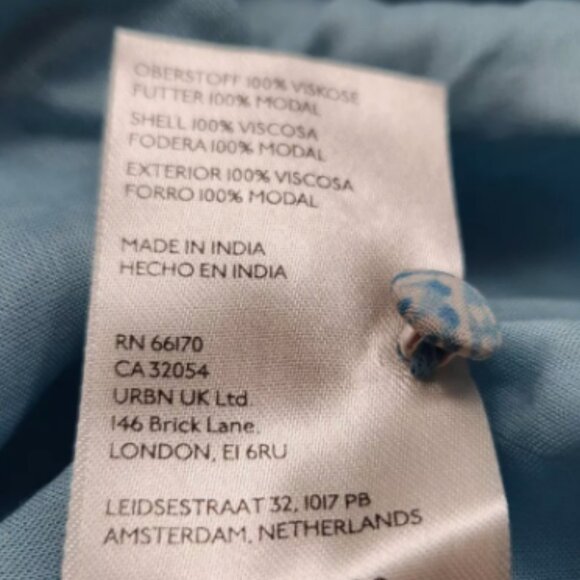 OBERSTOFF 100% VISKOSE
FUTTER 100% MODAL
SHELL 100% VISCOSA
FODERA 100% MODAL
EXTERIOR 100% VISCOSA
FORRO 100% MODAL
MADE IN INDIA
HECHO EN INDIA
RN 66170
CA 32054
URBN UK Ltd.
146 Brick Lane.
LONDON, E1 6RU
LEIDSESTRAAT 32, 1017 PB
AMSTERDAM, NETHERLANDS